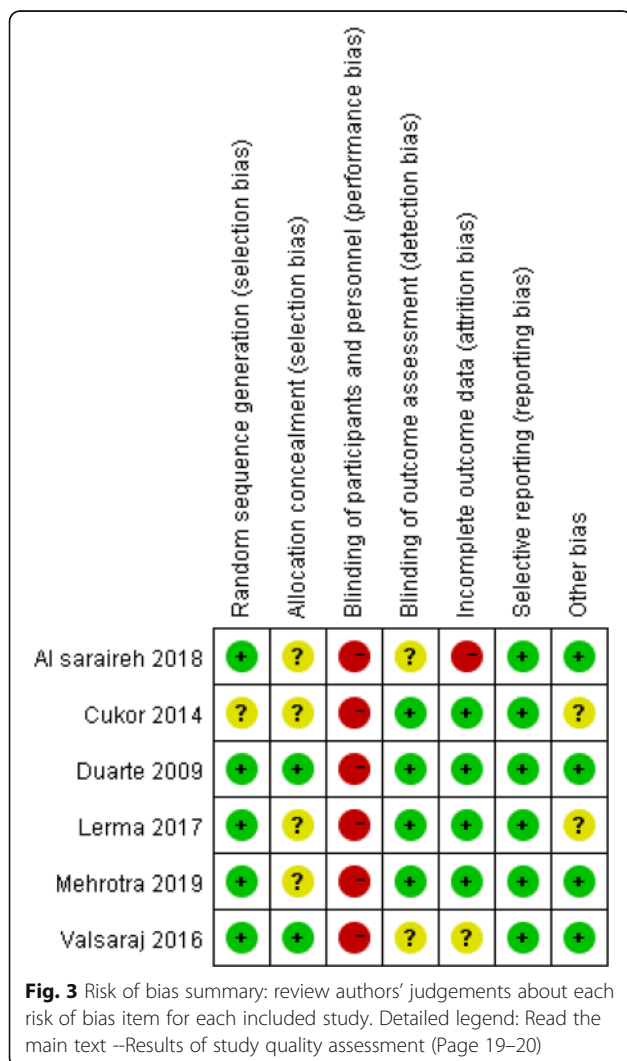 Random sequence generation (selection bias)
Allocation concealment (selection bias)
Blinding of participants and personnel (performance bias)
Blinding of outcome assessment (detection bias)
Incomplete outcome data (attrition bias)
Selective reporting (reporting bias)
Other bias
Al saraireh 2018 + ? - ? - + +
Cukor 2014 ? ? - + + + ?
Duarte 2009 + + - + + + +
Lerma 2017 + ? - + + + ?
Mehrotra 2019 + ? - + + + +
Valsaraj 2016 + + - ? ? + +
Fig. 3 Risk of bias summary: review authors' judgements about each
risk of bias item for each included study. Detailed legend: Read the
main text --Results of study quality assessment (Page 19–20)